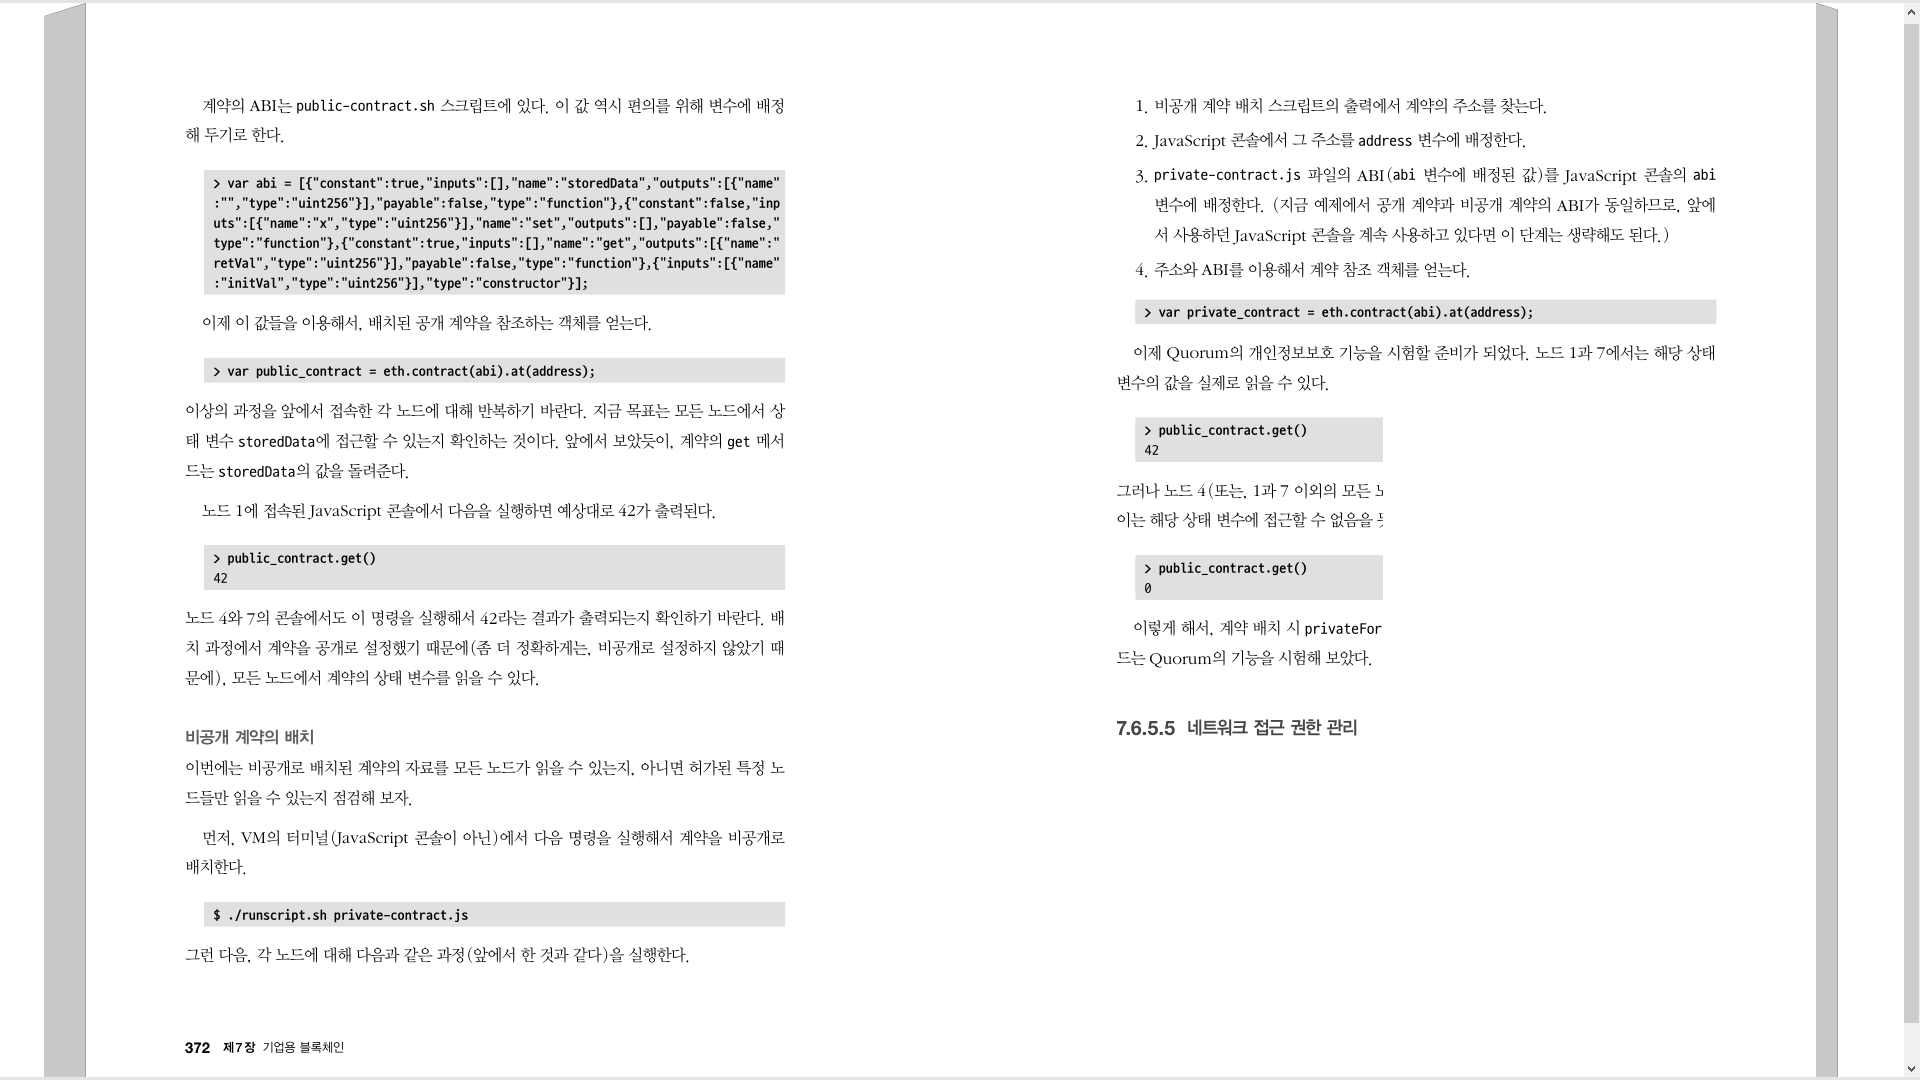 계약의 ABI는 public-contract.sh 스크립트에 있다. 이 값 역시 편의를 위해 변수에 배정
해 두기로 한다.
> var abi = [{"constant":true,"inputs":[],"name":"storedData","outputs":[{"name"
:"","type":"uint256"}],"payable":false,"type":"function"},{"constant":false,"inp
uts":[{"name":"x","type":"uint256"}],"name":"set","outputs":[],"payable":false,"
type":"function"},{"constant":true,"inputs":[],"name":"get","outputs":[{"name":"
retVal","type":"uint256"}],"payable":false,"type":"function"},{"inputs":[{"name"
:"initVal","type":"uint256"}],"type":"constructor"}];
이제 이 값들을 이용해서, 배치된 공개 계약을 참조하는 객체를 얻는다.
> var public_contract = eth.contract(abi).at(address);
이상의 과정을 앞에서 접속한 각 노드에 대해 반복하기 바란다. 지금 목표는 모든 노드에서 상
태 변수 storedData에 접근할 수 있는지 확인하는 것이다. 앞에서 보았듯이, 계약의 get 메서
드는 storedData의 값을 돌려준다.
노드 1에 접속된 JavaScript 콘솔에서 다음을 실행하면 예상대로 42가 출력된다.
> public_contract.get()
42
노드 4와 7의 콘솔에서도 이 명령을 실행해서 42라는 결과가 출력되는지 확인하기 바란다. 배
치 과정에서 계약을 공개로 설정했기 때문에(좀 더 정확하게는, 비공개로 설정하지 않았기 때
문에), 모든 노드에서 계약의 상태 변수를 읽을 수 있다.
비공개 계약의 배치
이번에는 비공개로 배치된 계약의 자료를 모든 노드가 읽을 수 있는지, 아니면 허가된 특정 노
드들만 읽을 수 있는지 점검해 보자.
먼저, VM의 터미널(JavaScript 콘솔이 아닌)에서 다음 명령을 실행해서 계약을 비공개로
배치한다.
$ ./runscript.sh private-contract.js
그런 다음, 각 노드에 대해 다음과 같은 과정(앞에서 한 것과 같다)을 실행한다.
372 제7장 기업용 블록체인
1. 비공개 계약 배치 스크립트의 출력에서 계약의 주소를 찾는다.
2. JavaScript 콘솔에서 그 주소를 address 변수에 배정한다.
3. private-contract.js 파일의 ABI(abi 변수에 배정된 값)를 JavaScript 콘솔의 abi
변수에 배정한다. (지금 예제에서 공개 계약과 비공개 계약의 ABI가 동일하므로, 앞에
서 사용하던 JavaScript 콘솔을 계속 사용하고 있다면 이 단계는 생략해도 된다.)
4. 주소와 ABI를 이용해서 계약 참조 객체를 얻는다.
> var private_contract = eth.contract(abi).at(address);
이제 Quorum의 개인정보보호 기능을 시험할 준비가 되었다. 노드 1과 7에서는 해당 상태
변수의 값을 실제로 읽을 수 있다.
> public_contract.get()
42
그러나 노드 4(또는, 1과 7 이외의 모든
이는 해당 상태 변수에 접근할 수 없음을
> public_contract.get()
0
이렇게 해서, 계약 배치 시 privateFor
드는 Quorum의 기능을 시험해 보았다.
7.6.5.5 네트워크 접근 권한 관리